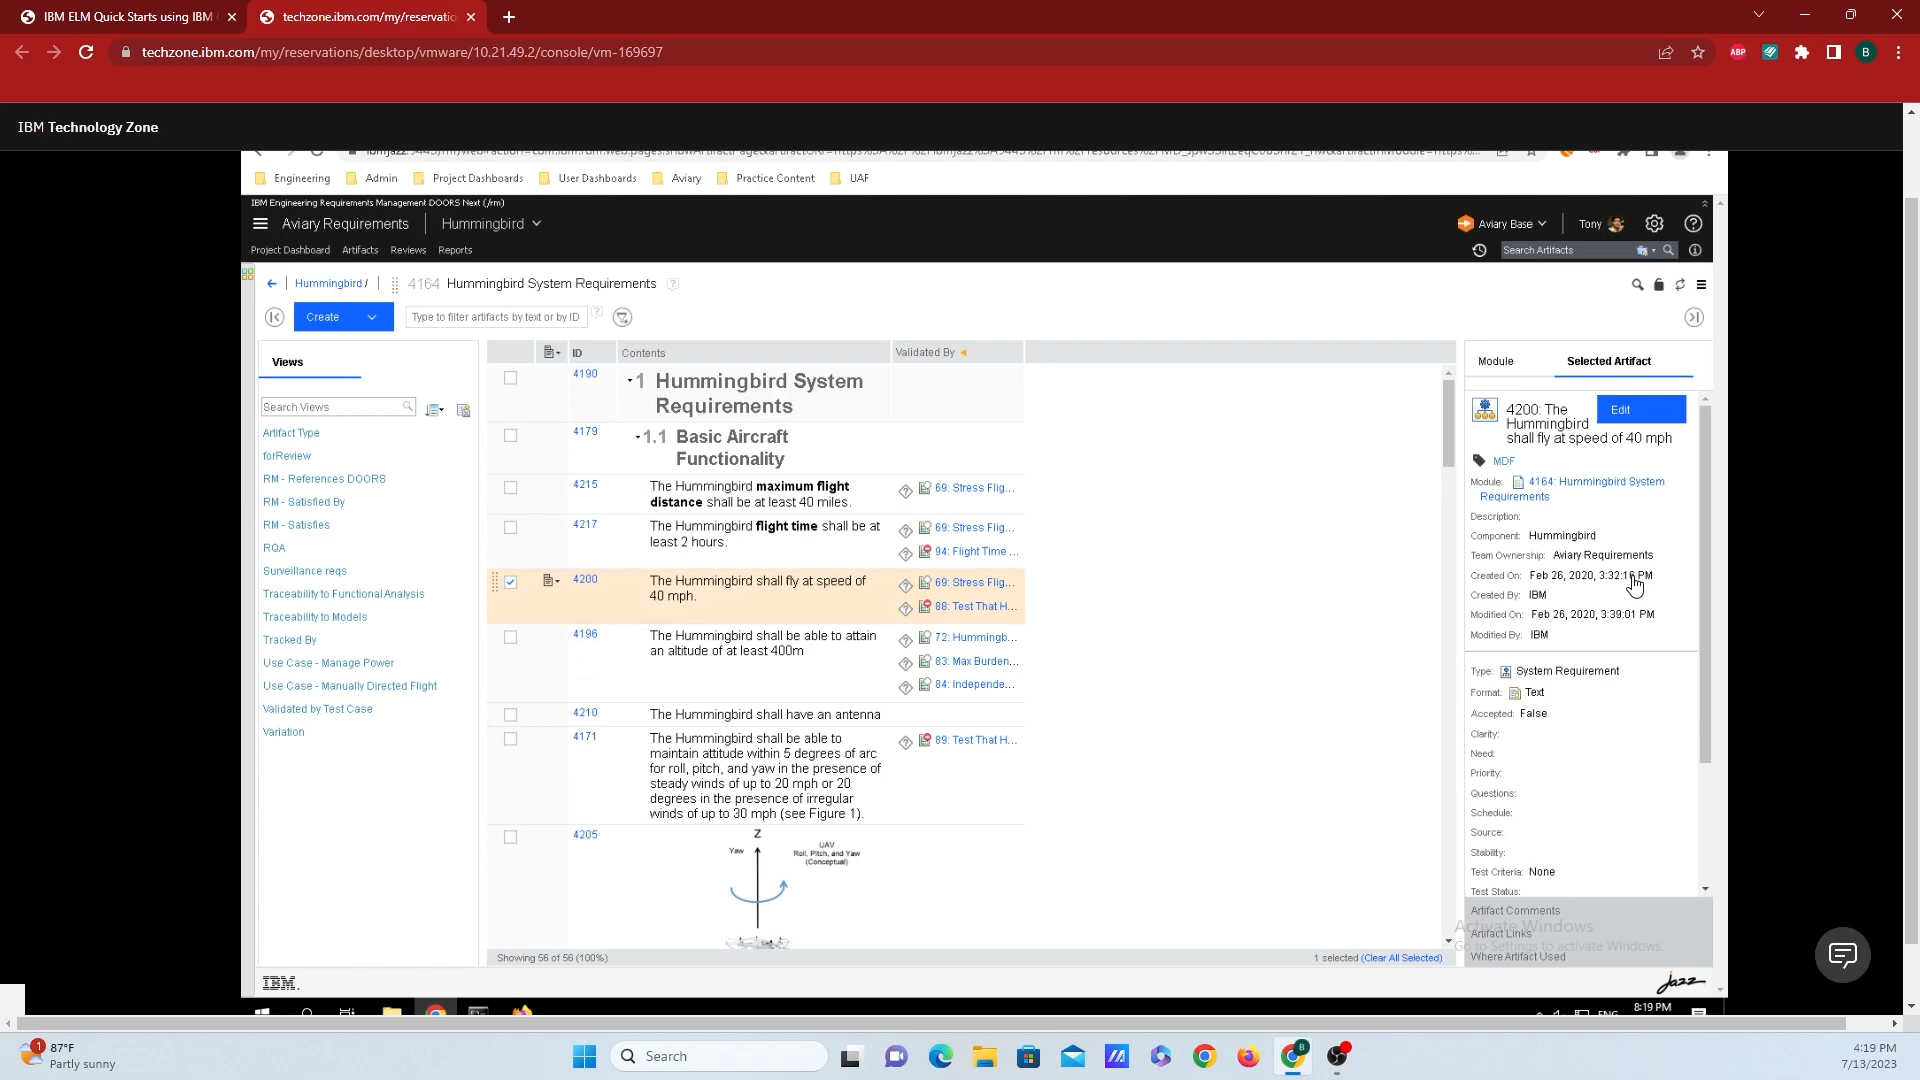 IBM ELM Quick Starts using IBM
techzone.ibm.com/my/reservatio
techzone.ibm.com/my/reservations/desktop/vmware/10.21.49.2/console/vm-169697
ABP
B
IBM Technology Zone
Engineering Admin Project Dashboards User Dashboards Aviary Practice Content UAF
IBM Engineering Requirements Management DOORS Next (/rm)
Aviary Requirements Hummingbird
Aviary Base Tony
Project Dashboard Artifacts Reviews Reports
Search Artifacts
Hummingbird / 4164 Hummingbird System Requirements
Create
Type to filter artifacts by text or by ID
Views
Search Views
Artifact Type
forReview
RM - References DOORS
RM - Satisfied By
RM - Satisfies
RQA
Surveillance reqs
Traceability to Functional Analysis
Traceability to Models
Tracked By
Use Case - Manage Power
Use Case - Manually Directed Flight
Validated by Test Case
Variation
ID Contents Validated By
4190 1 Hummingbird System
Requirements
4179 1.1 Basic Aircraft
Functionality
4215 The Hummingbird maximum flight
distance shall be at least 40 miles.
69: Stress Flig...
4217 The Hummingbird flight time shall be at
least 2 hours.
69: Stress Flig...
94: Flight Time ...
4200 The Hummingbird shall fly at speed of
40 mph.
69: Stress Flig...
88: Test That H...
4196 The Hummingbird shall be able to attain
an altitude of at least 400m
72: Hummingb...
83: Max Burden...
84: Independe...
4210 The Hummingbird shall have an antenna
4171 The Hummingbird shall be able to
maintain attitude within 5 degrees of arc
for roll, pitch, and yaw in the presence of
steady winds of up to 20 mph or 20
degrees in the presence of irregular
winds of up to 30 mph (see Figure 1).
89: Test That H...
4205
Z
Yaw
UAV
Roll, Pitch, and Yaw
(Conceptual)
Showing 56 of 56 (100%)
1 selected (Clear All Selected)
Module Selected Artifact
4200: The
Hummingbird
shall fly at speed of 40 mph
Edit
MDF
Module: 4164: Hummingbird System
Requirements
Description:
Component: Hummingbird
Team Ownership: Aviary Requirements
Created On: Feb 26, 2020, 3:32:16 PM
Created By: IBM
Modified On: Feb 26, 2020, 3:39:01 PM
Modified By: IBM
Type: System Requirement
Format: Text
Accepted: False
Clarity:
Need:
Priority:
Questions:
Schedule:
Source:
Stability:
Test Criteria: None
Test Status:
Artifact Comments
Artifact Links
Where Artifact Used
Activate Windows
Go to Settings to activate Windows.
IBM.
jazz
ENG
8:19 PM
1
87°F
Partly sunny
Search
B
4:19 PM
7/13/2023